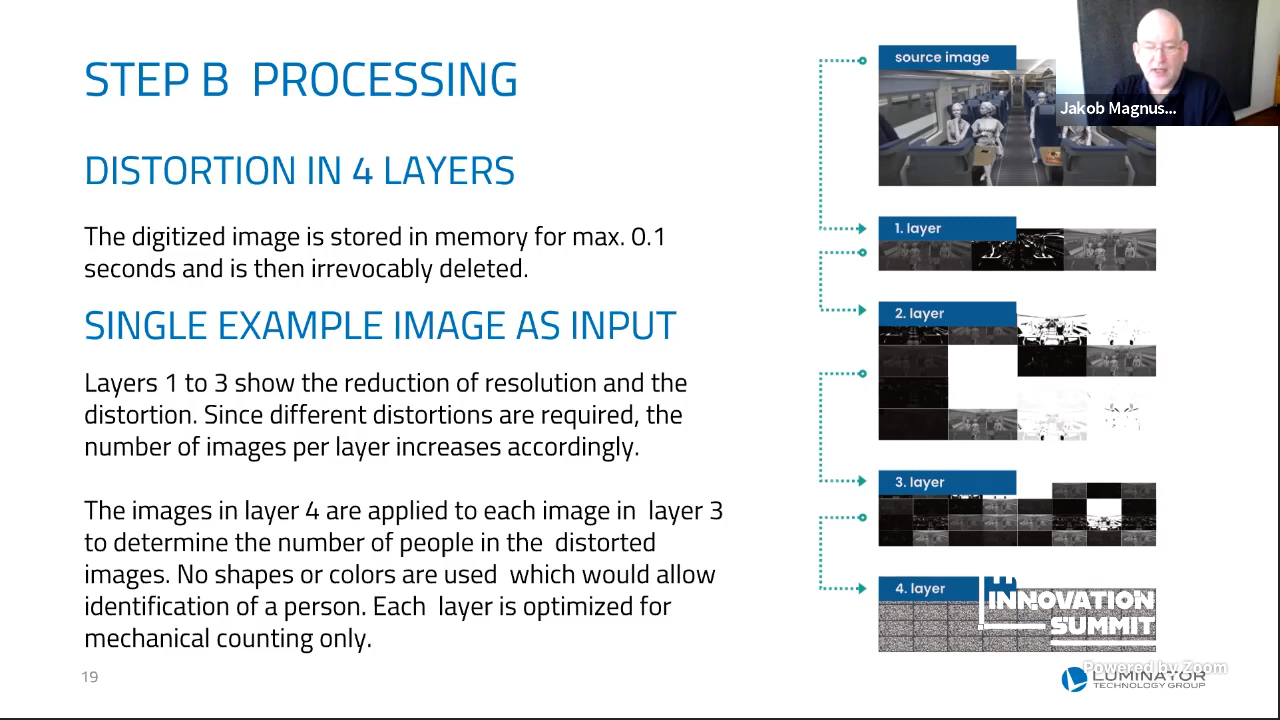 STEP B PROCESSING
DISTORTION IN 4 LAYERS
The digitized image is stored in memory for max. 0.1
seconds and is then irrevocably deleted.
SINGLE EXAMPLE IMAGE AS INPUT
Layers 1 to 3 show the reduction of resolution and the
distortion. Since different distortions are required, the
number of images per layer increases accordingly.
The images in layer 4 are applied to each image in layer 3
to determine the number of people in the distorted
images. No shapes or colors are used which would allow
identification of a person. Each layer is optimized for
mechanical counting only.
19
source image
1. layer
2. layer
3. layer
4. layer
Jakob Magnus...
INNOVATION
SUMMIT
Powered by Zoom
LUMINATOR
TECHNOLOGY GROUP